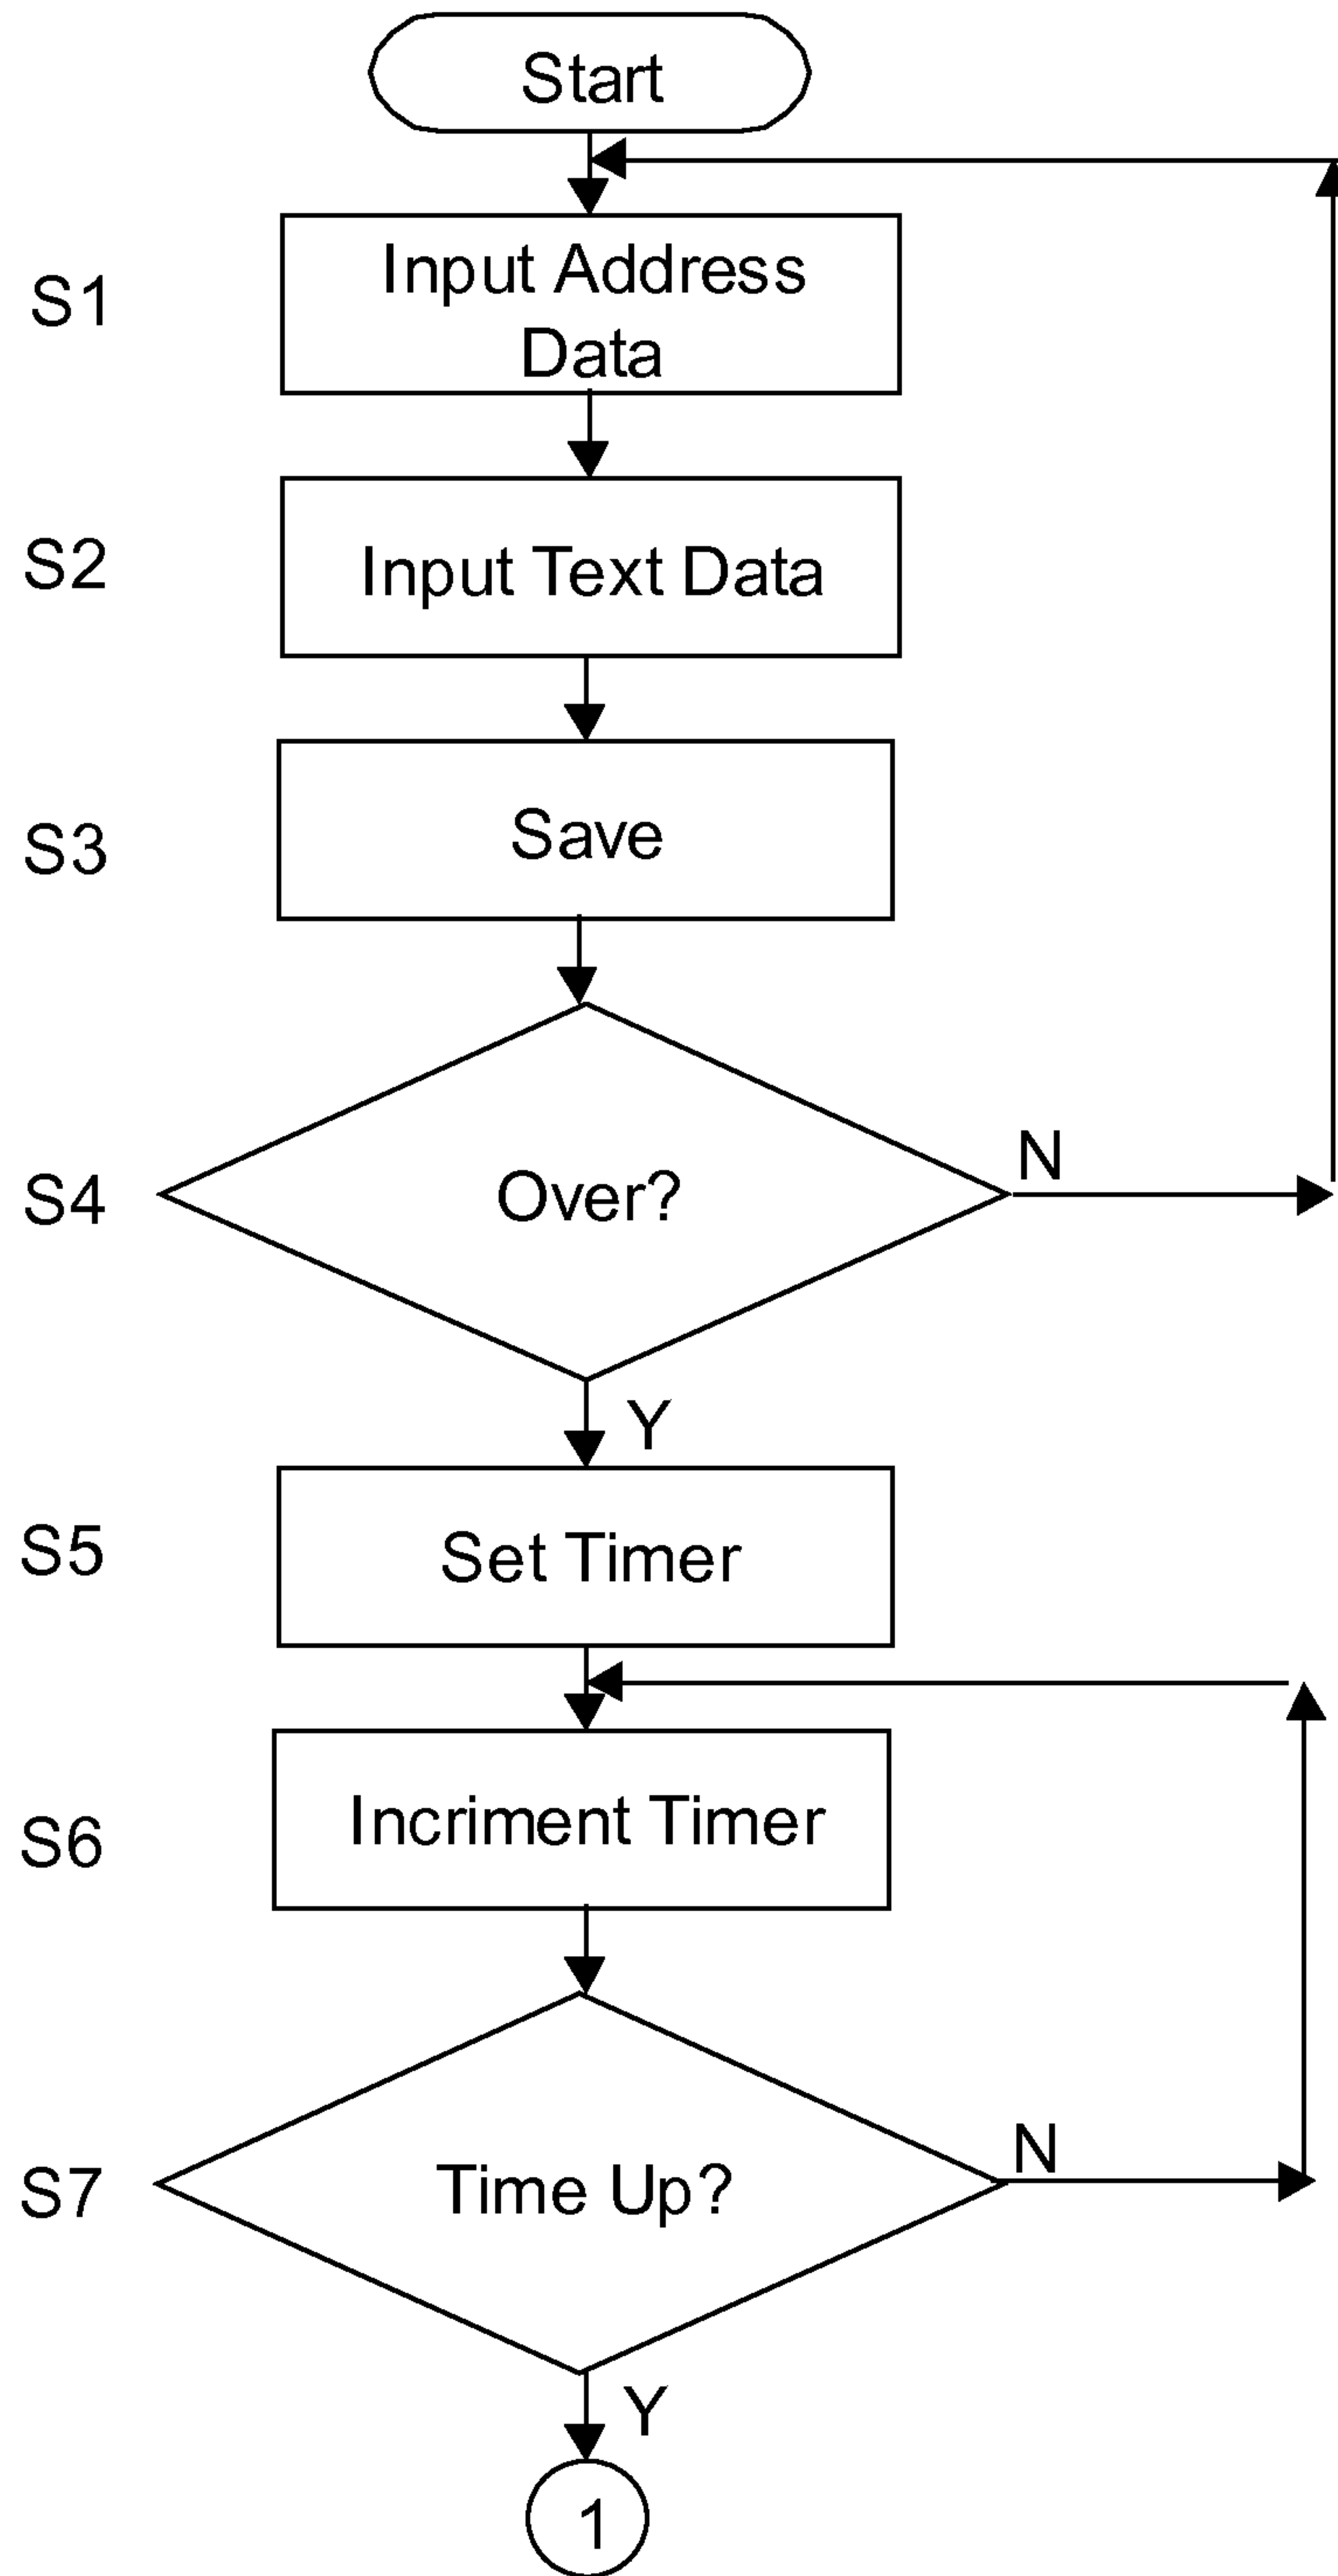 Start
S1
Input Address
Data
S2
Input Text Data
S3
Save
S4
Over?
N
Y
S5
Set Timer
S6
Incriment Timer
S7
Time Up?
N
Y
1